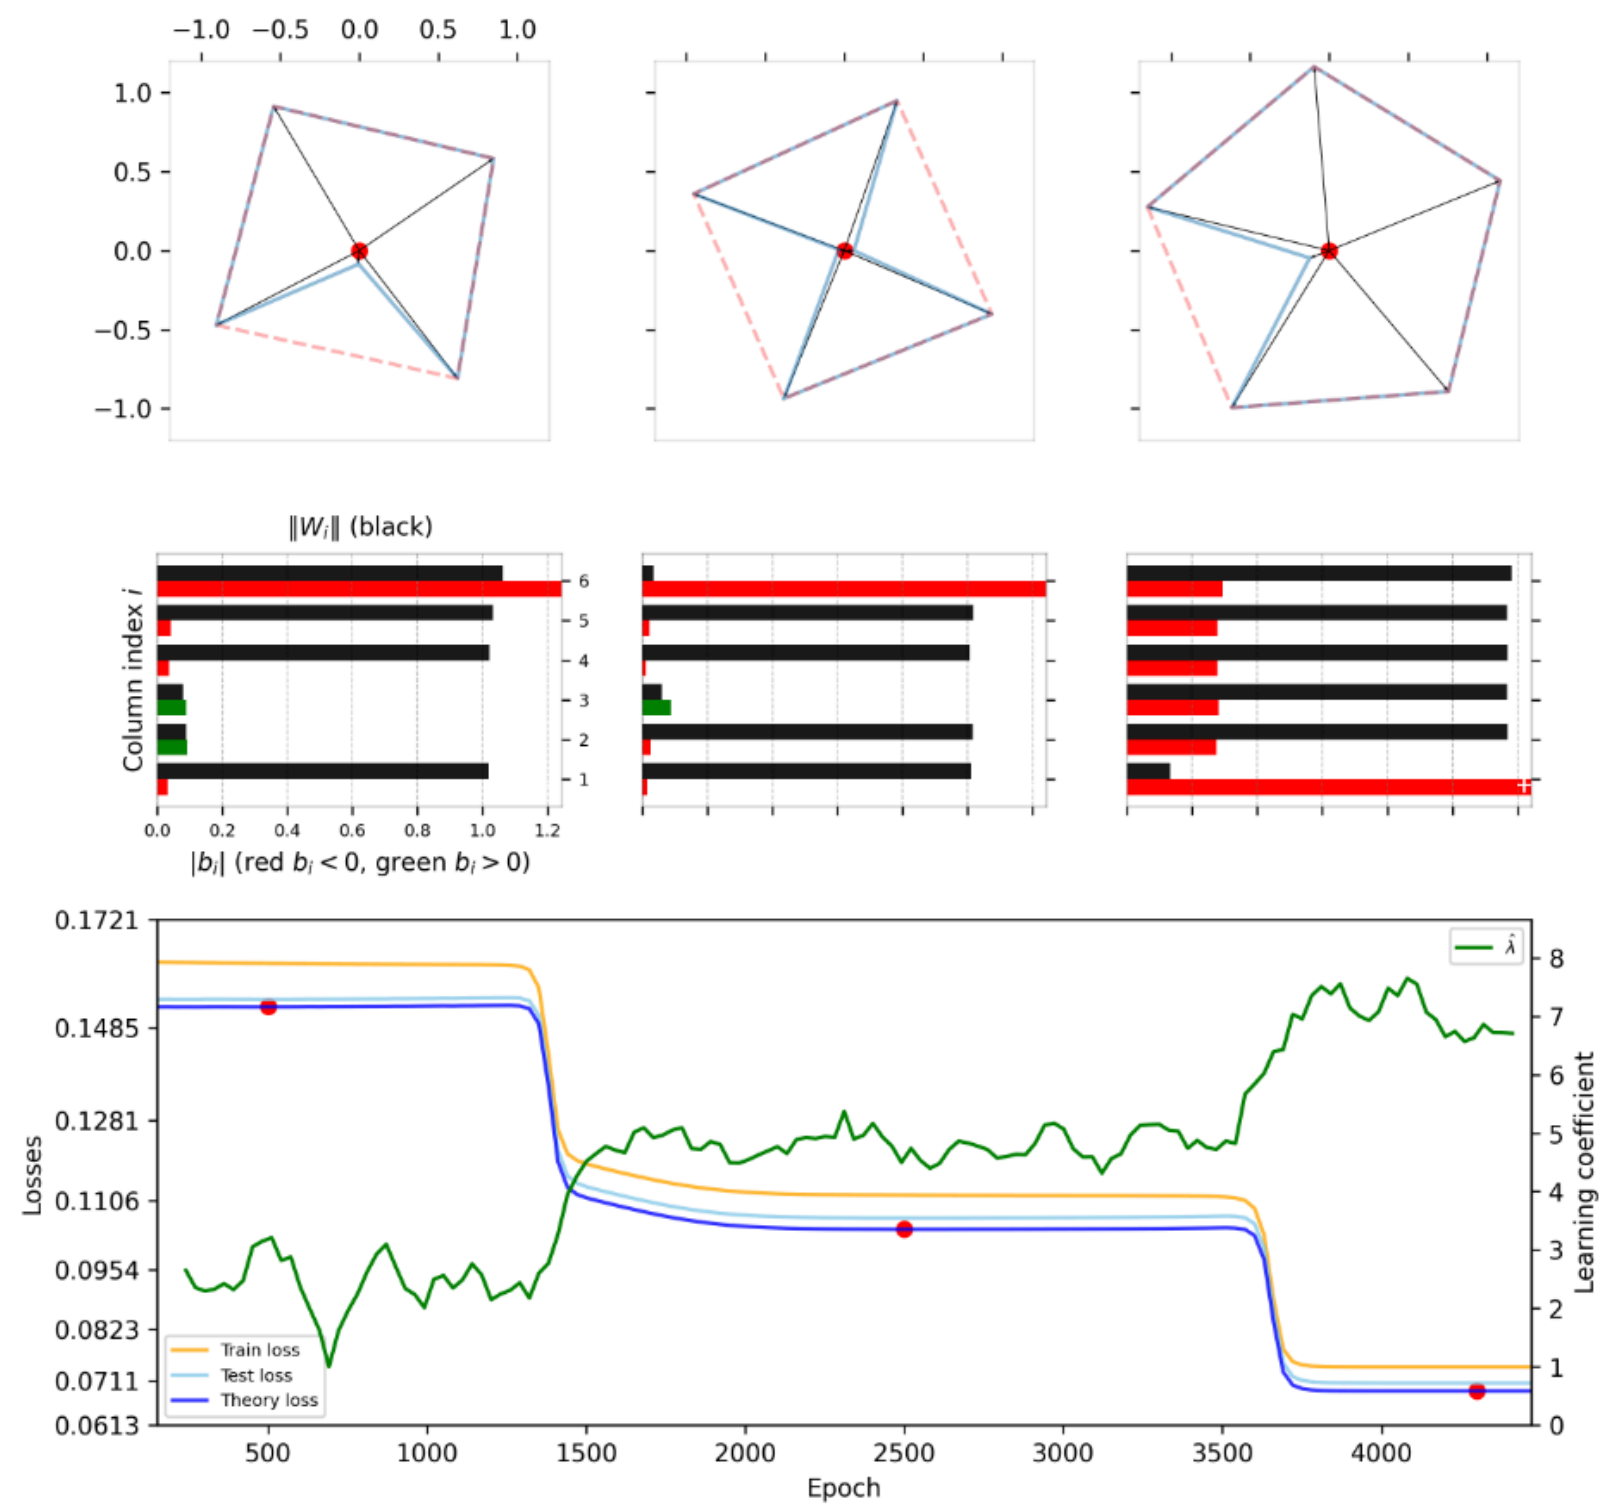 −1.0 −0.5 0.0 0.5 1.0
1.0
0.5
0.0
−0.5
−1.0
‖Wᵢ‖ (black)
Column index i
6
5
4
3
2
1
0.0 0.2 0.4 0.6 0.8 1.0 1.2
|bᵢ| (red bᵢ < 0, green bᵢ > 0)
Losses
0.1721
0.1485
0.1281
0.1106
0.0954
0.0823
0.0711
0.0613
λ̂
Train loss
Test loss
Theory loss
8
7
6
5
4
3
2
1
0
Learning coefficient
500 1000 1500 2000 2500 3000 3500 4000
Epoch